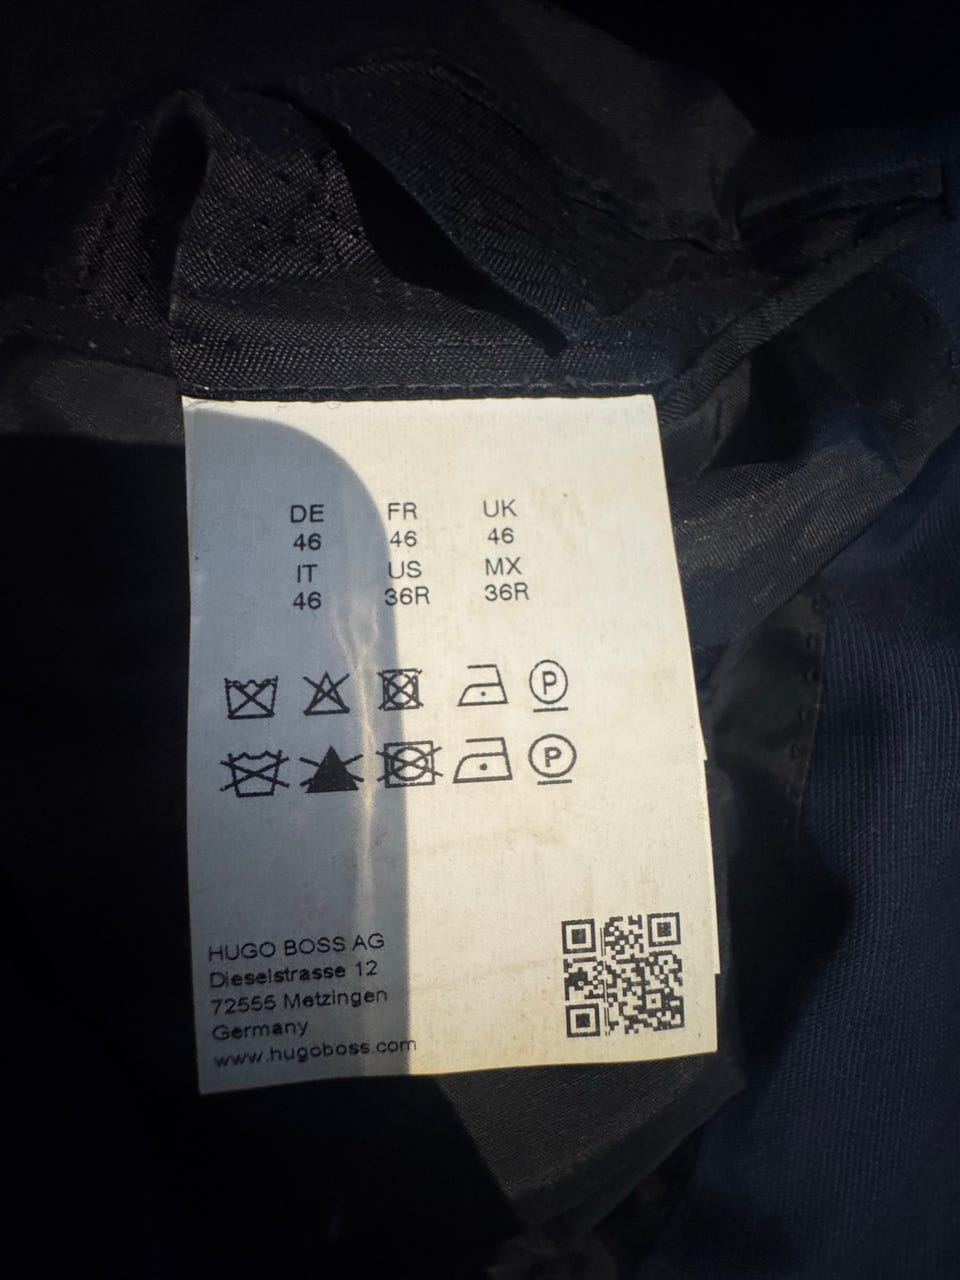 DE FR UK
46 46 46
IT US MX
46 36R 36R
P
P
HUGO BOSS AG
Dieselstrasse 12
72555 Metzingen
Germany
www.hugoboss.com